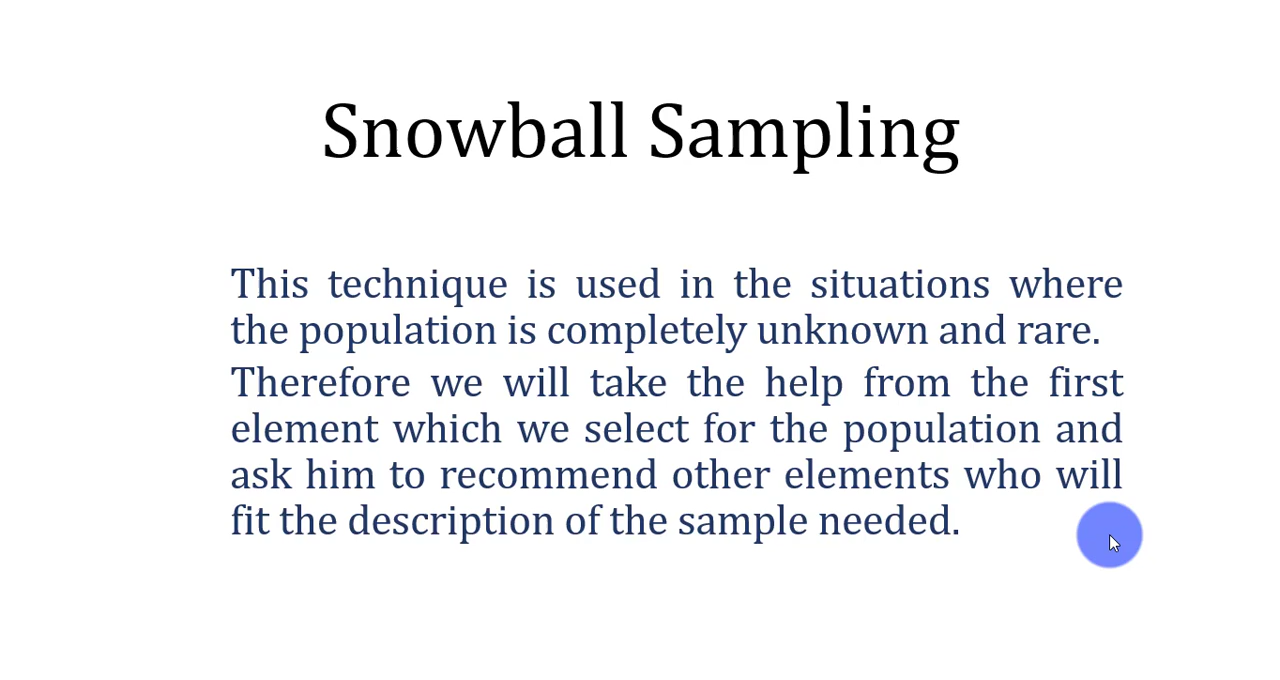 Snowball Sampling
This technique is used in the situations where
the population is completely unknown and rare.
Therefore we will take the help from the first
element which we select for the population and
ask him to recommend other elements who will
fit the description of the sample needed.